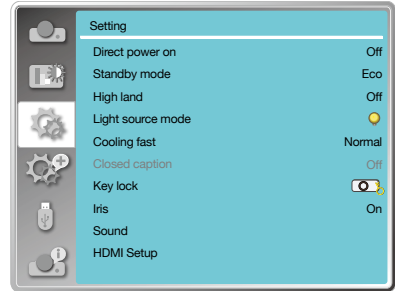 Setting
Direct power on Off
Standby mode Eco
High land Off
Light source mode
Cooling fast Normal
Closed caption Off
Key lock
Iris On
Sound
HDMI Setup